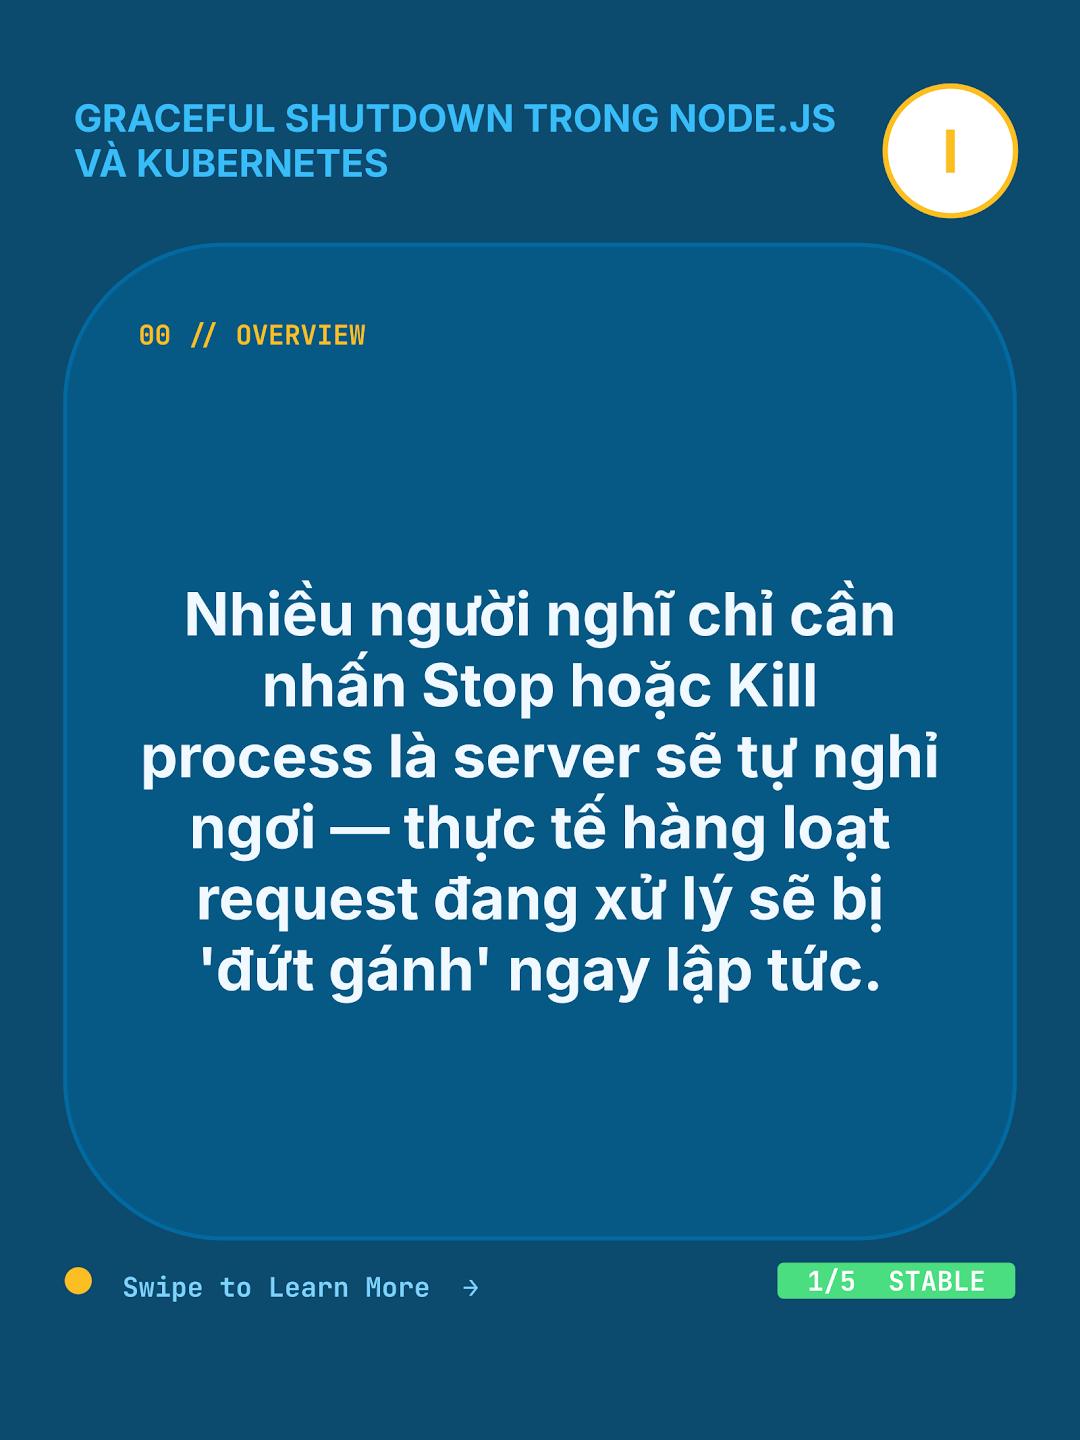 GRACEFUL SHUTDOWN TRONG NODE.JS
VÀ KUBERNETES
I
00 // OVERVIEW
Nhiều người nghĩ chỉ cần
nhấn Stop hoặc Kill
process là server sẽ tự nghỉ
ngơi — thực tế hàng loạt
request đang xử lý sẽ bị
'đứt gánh' ngay lập tức.
Swipe to Learn More →
1/5 STABLE